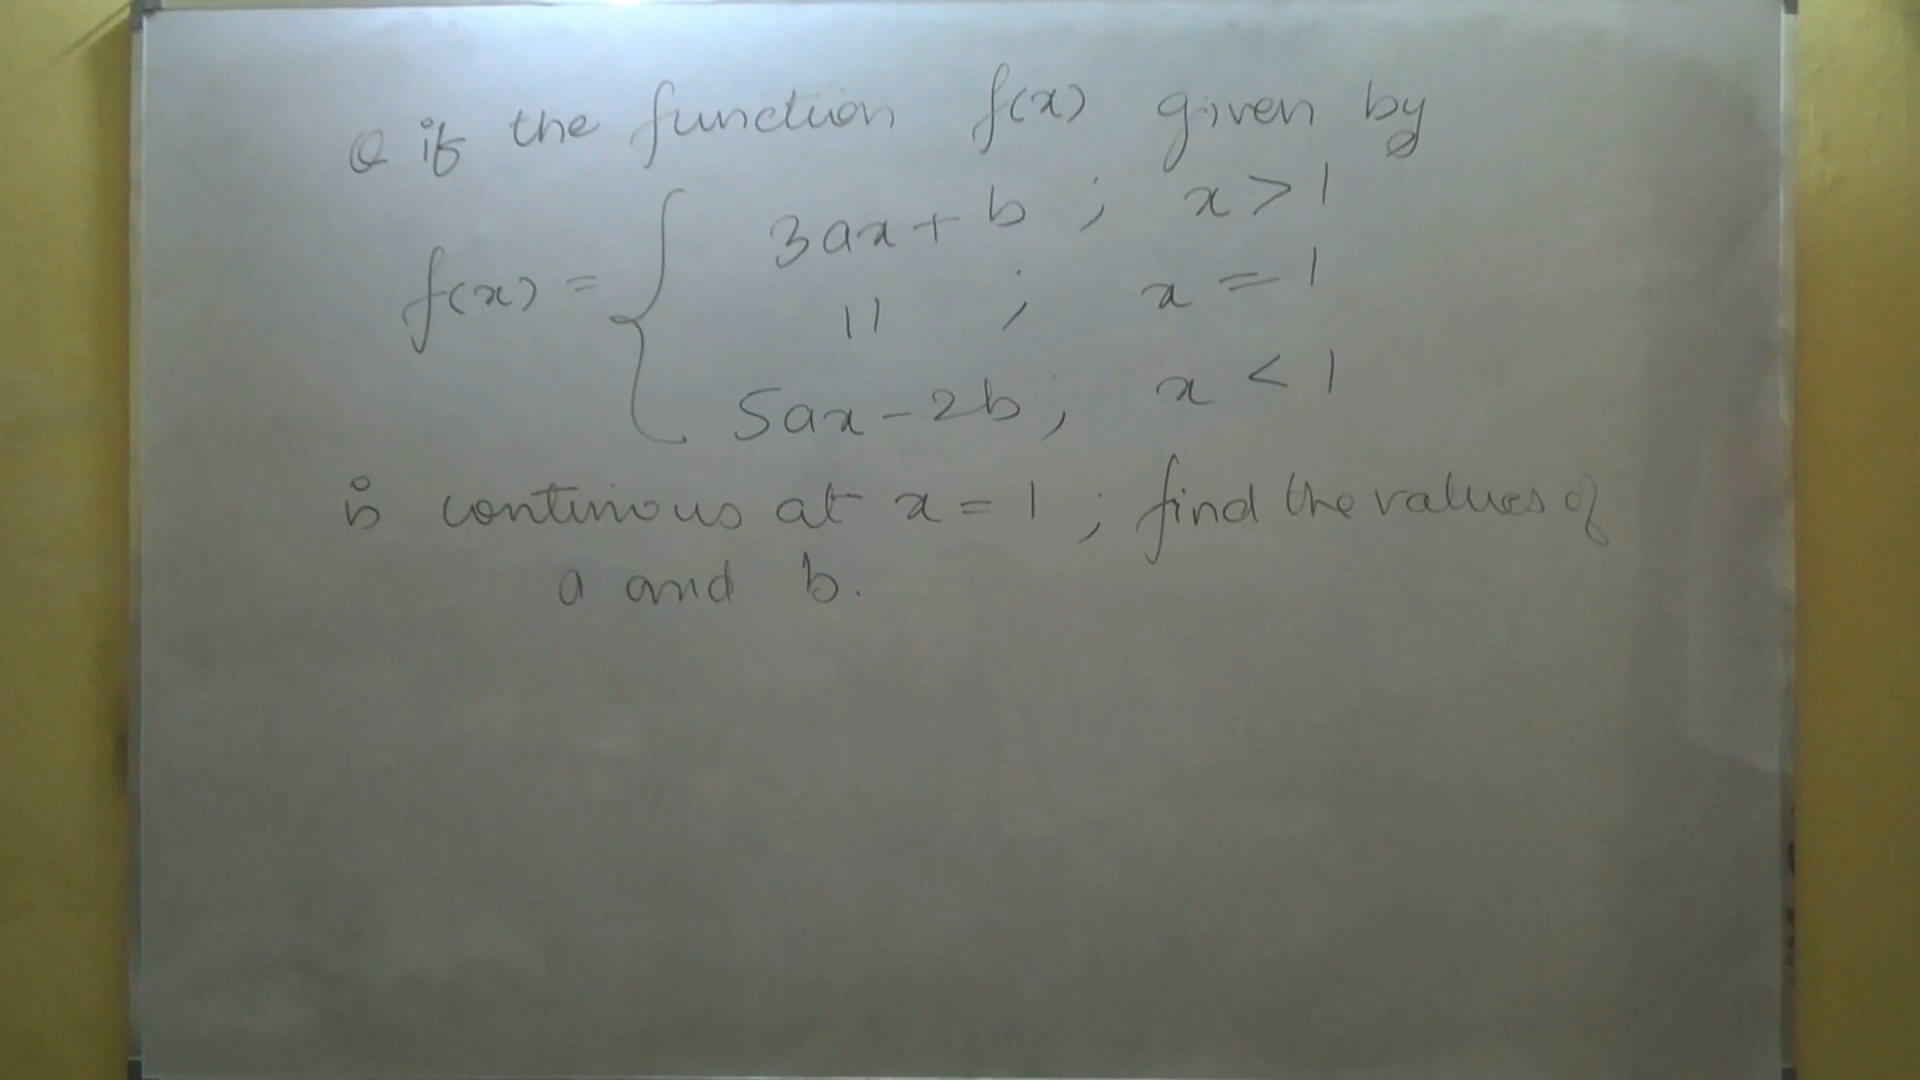 Q if the function f(x) given by
f(x) = { 3ax + b ; x > 1
11 ; x = 1
5ax - 2b, x < 1
is continous at x = 1 ; find the values of
a and b.